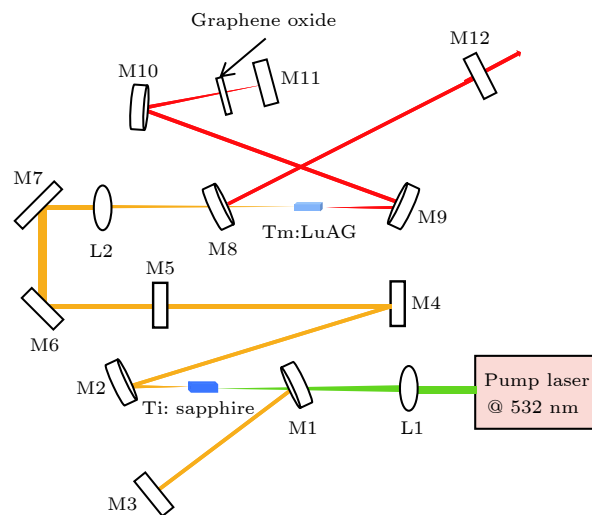 Graphene oxide
M12
M10
M11
M7
M9
M8
L2
Tm:LuAG
M5
M4
M6
M2
Ti: sapphire
M1
L1
Pump laser
@ 532 nm
M3